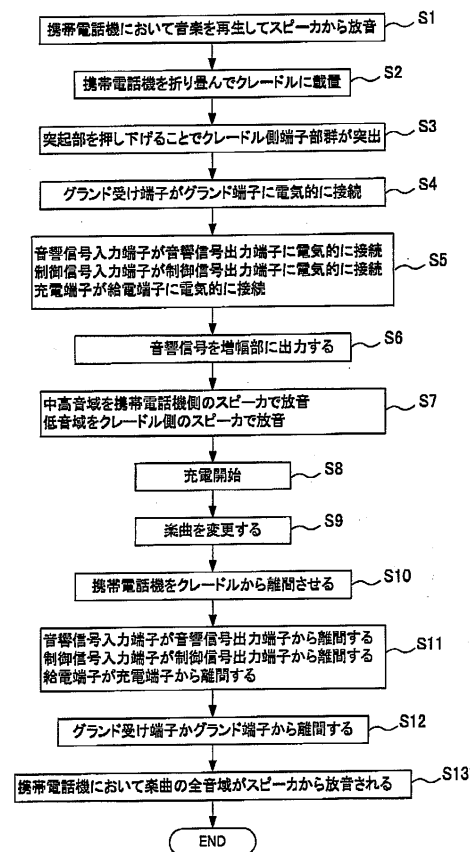 携帯電話機において音楽を再生してスピーカから放音
S1
携帯電話機を折り畳んでクレードルに載置
S2
突起部を押し下げることでクレードル側端子部群が突出
S3
グランド受け端子がグランド端子に電気的に接続
S4
音響信号入力端子が音響信号出力端子に電気的に接続
制御信号入力端子が制御信号出力端子に電気的に接続
充電端子が給電端子に電気的に接続
S5
音響信号を増幅部に出力する
S6
中高音域を携帯電話機側のスピーカで放音
低音域をクレードル側のスピーカで放音
S7
充電開始
S8
楽曲を変更する
S9
携帯電話機をクレードルから離間させる
S10
音響信号入力端子が音響信号出力端子から離間する
制御信号入力端子が制御信号出力端子から離間する
給電端子が充電端子から離間する
S11
グランド受け端子かグランド端子から離間する
S12
携帯電話機において楽曲の全音域がスピーカから放音される
S13
END